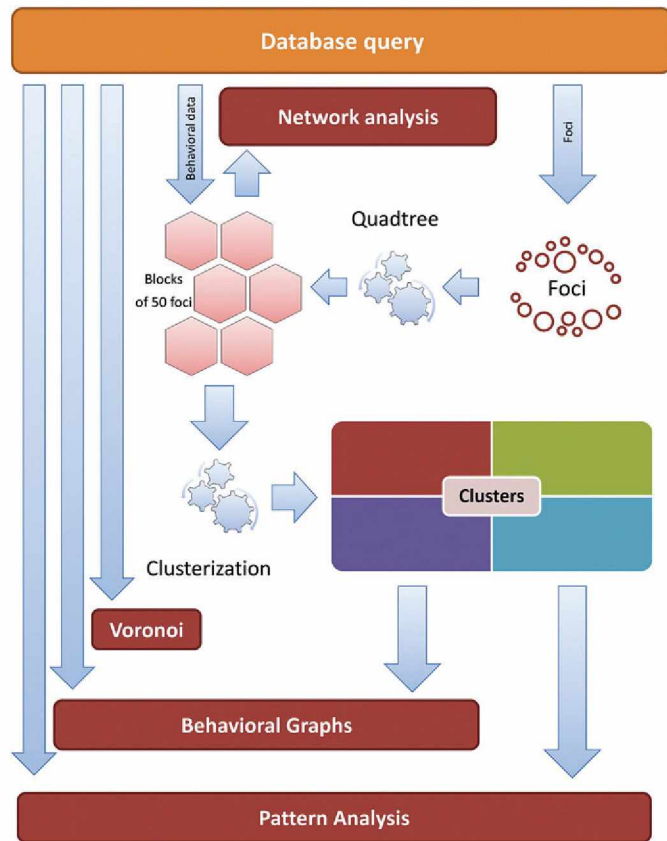 Database query
Network analysis
Behavioral data
Foci
Quadtree
Blocks
of 50 foci
Foci
Clusters
Clusterization
Voronoi
Behavioral Graphs
Pattern Analysis